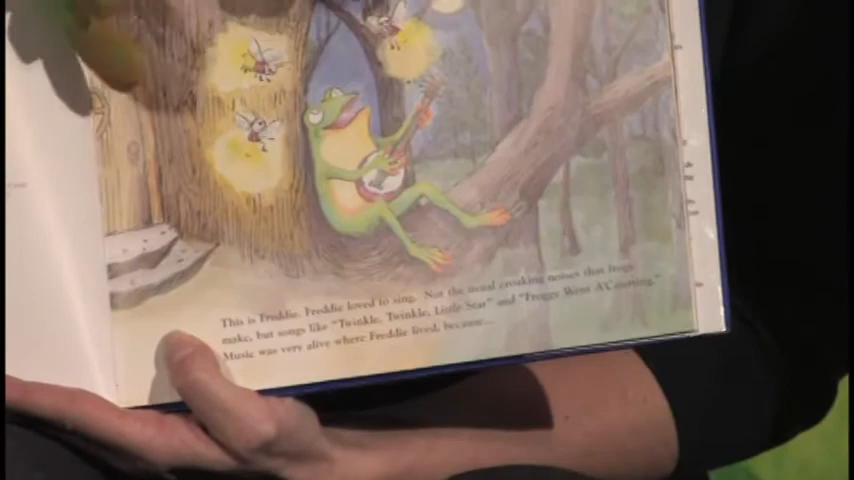 This is Freddie. Freddie loved to sing. Not the usual croaking noises that frogs
make, but songs like "Twinkle, Twinkle, Little Star" and "Froggy Went A'Courting."
Music was very alive where Freddie lived, because...